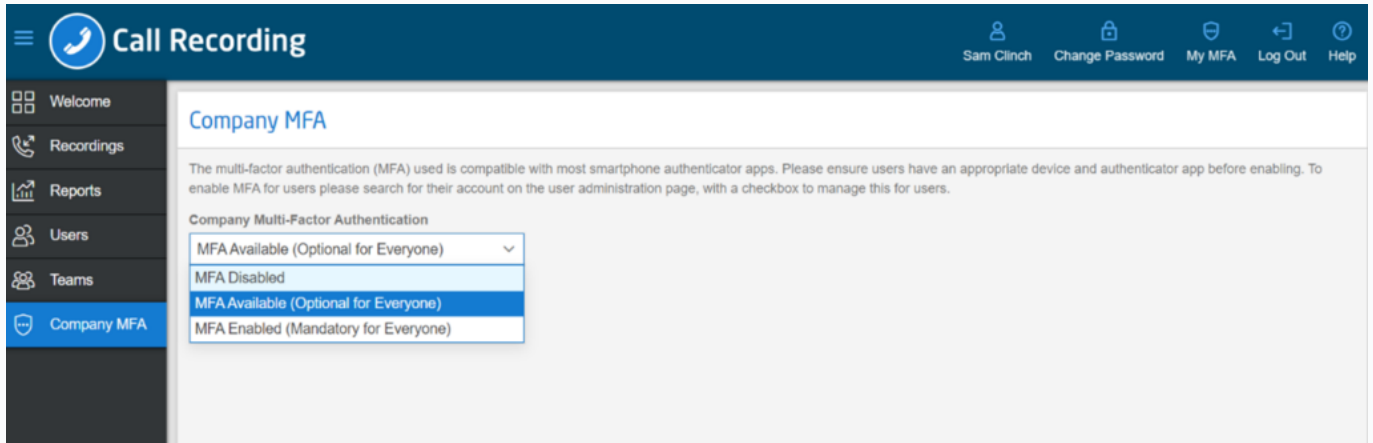 Call Recording
Sam Clinch
Change Password
My MFA
Log Out
Help
Welcome
Recordings
Reports
Users
Teams
Company MFA
Company MFA
The multi-factor authentication (MFA) used is compatible with most smartphone authenticator apps. Please ensure users have an appropriate device and authenticator app before enabling. To
enable MFA for users please search for their account on the user administration page, with a checkbox to manage this for users.
Company Multi-Factor Authentication
MFA Available (Optional for Everyone)
MFA Disabled
MFA Available (Optional for Everyone)
MFA Enabled (Mandatory for Everyone)